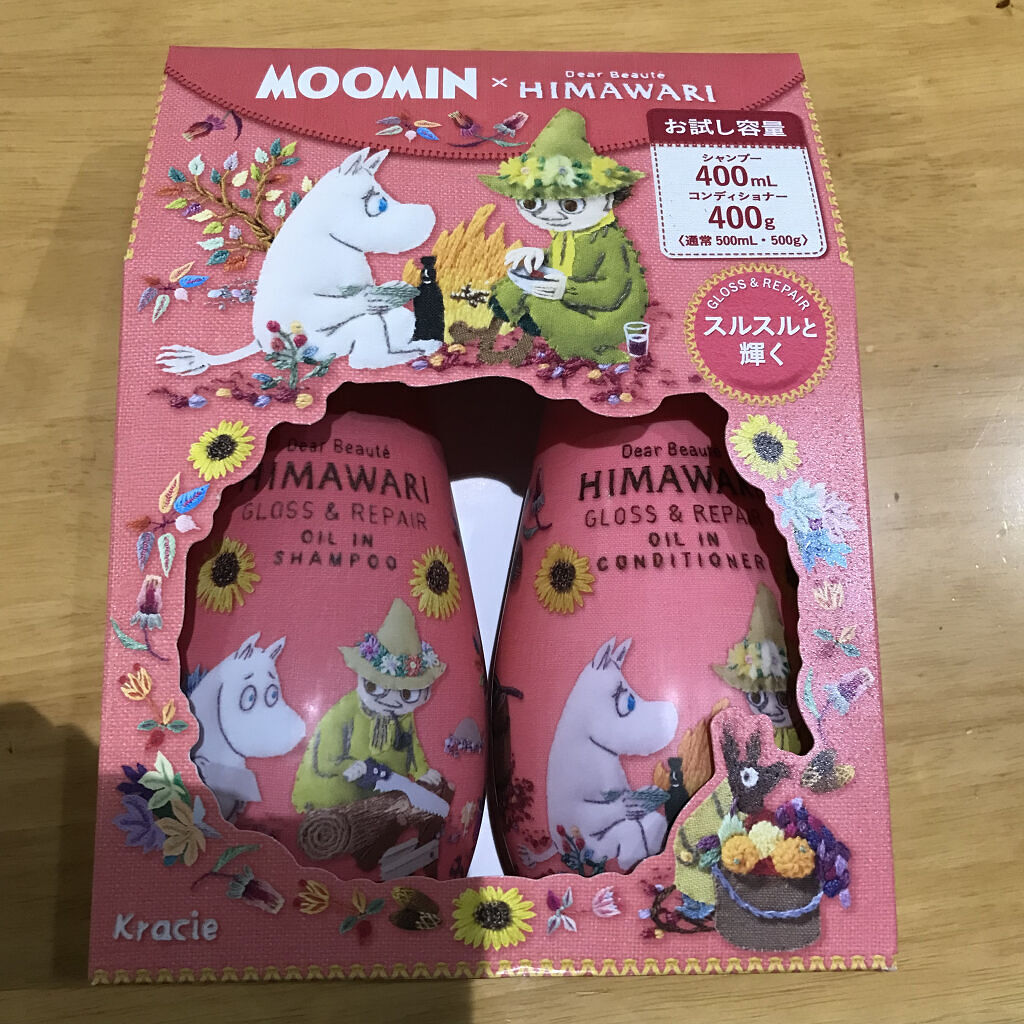 MOOMIN × Dear Beauté HIMAWARI
お試し容量
シャンプー
400mL
コンディショナー
400g
〈通常 500mL・500g〉
GLOSS & REPAIR
スルスルと
輝く
Dear Beauté
HIMAWARI
GLOSS & REPAIR
OIL IN
SHAMPOO
Dear Beauté
HIMAWARI
GLOSS & REPAIR
OIL IN
CONDITIONER
Kracie